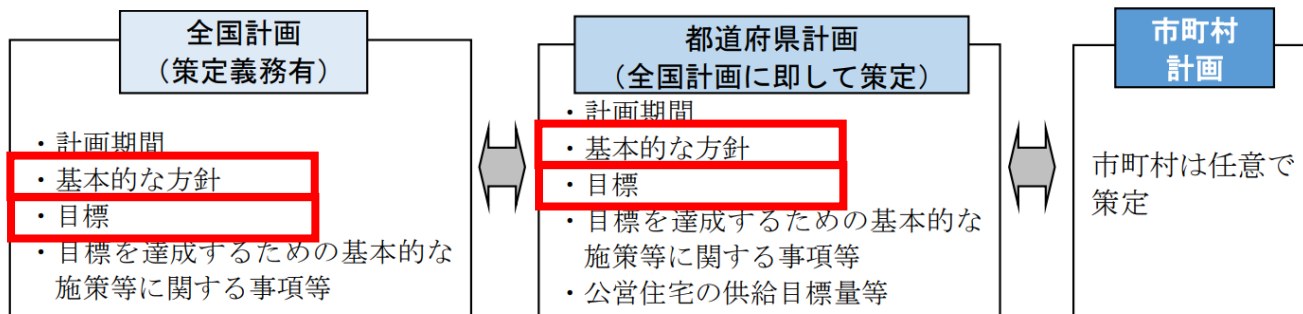 全国計画
（策定義務有）
・計画期間
・基本的な方針
・目標
・目標を達成するための基本的な
施策等に関する事項等
都道府県計画
（全国計画に即して策定）
・計画期間
・基本的な方針
・目標
・目標を達成するための基本的な
施策等に関する事項等
・公営住宅の供給目標量等
市町村
計画
市町村は任意で
策定